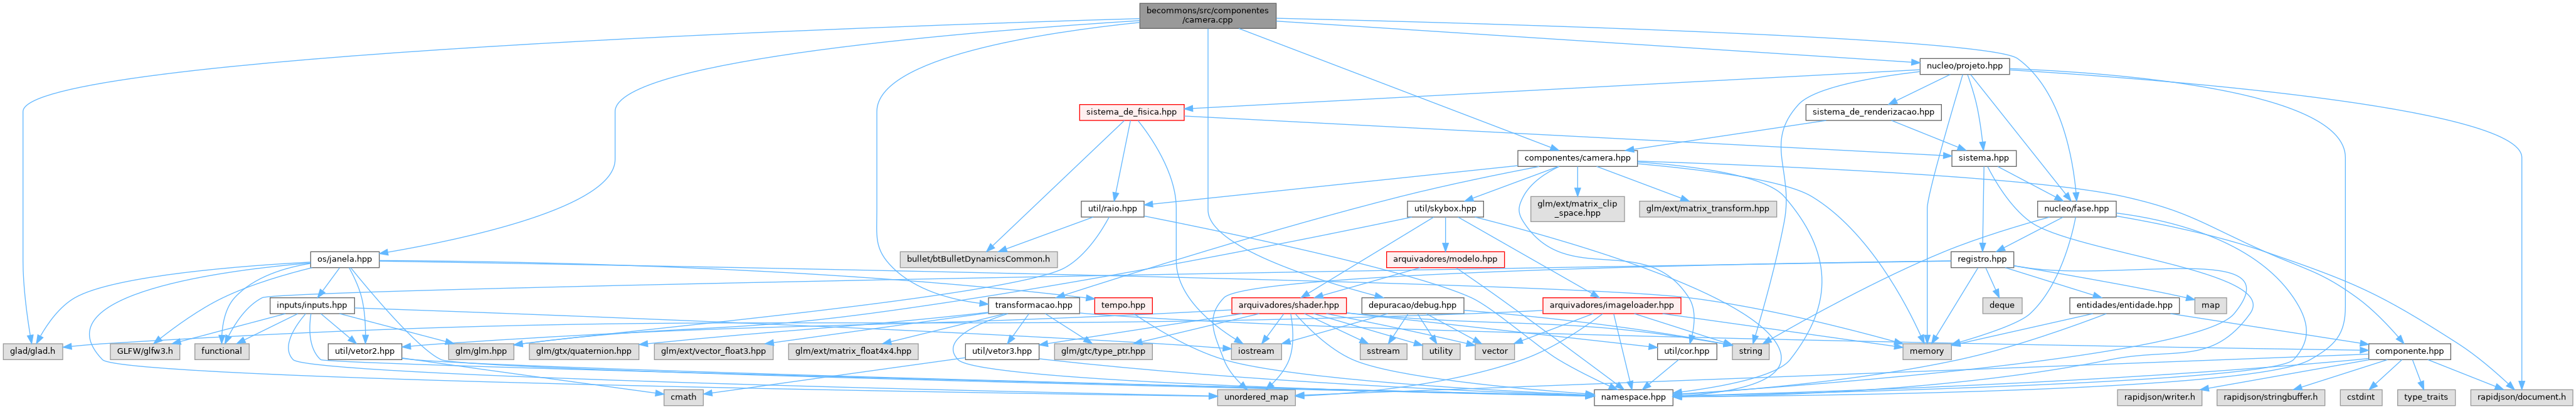 becommons/src/componentes
/camera.cpp
nucleo/projeto.hpp
sistema_de_fisica.hpp
sistema_de_renderizacao.hpp
componentes/camera.hpp
sistema.hpp
util/raio.hpp
util/skybox.hpp
glm/ext/matrix_clip
_space.hpp
glm/ext/matrix_transform.hpp
nucleo/fase.hpp
os/janela.hpp
bullet/btBulletDynamicsCommon.h
arquivadores/modelo.hpp
registro.hpp
inputs/inputs.hpp
transformacao.hpp
tempo.hpp
arquivadores/shader.hpp
depuracao/debug.hpp
arquivadores/imageloader.hpp
deque
entidades/entidade.hpp
map
glad/glad.h
GLFW/glfw3.h
functional
util/vetor2.hpp
glm/glm.hpp
glm/gtx/quaternion.hpp
glm/ext/vector_float3.hpp
glm/ext/matrix_float4x4.hpp
util/vetor3.hpp
glm/gtc/type_ptr.hpp
iostream
sstream
utility
vector
util/cor.hpp
string
memory
componente.hpp
cmath
unordered_map
namespace.hpp
rapidjson/writer.h
rapidjson/stringbuffer.h
cstdint
type_traits
rapidjson/document.h